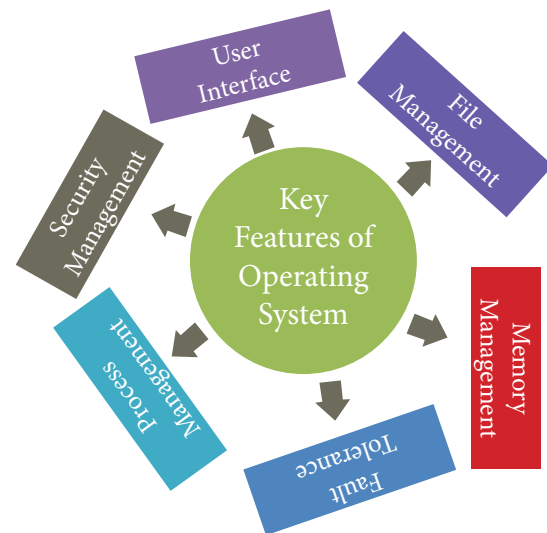 User
Interface
File
Management
Security
Management
Key
Features of
Operating
System
Memory
Management
Process
Management
Fault
Tolerance